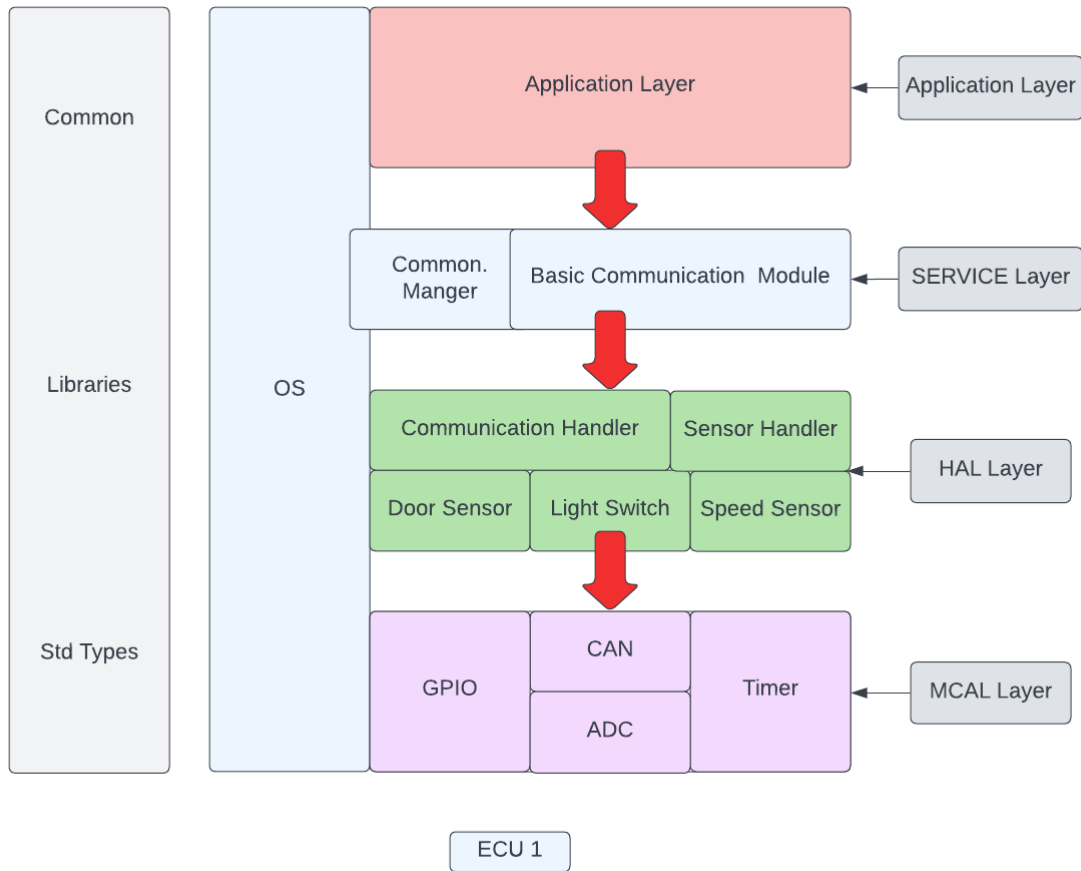 Common
Libraries
Std Types
OS
Application Layer
Application Layer
Common.
Manger
Basic Communication  Module
SERVICE Layer
Communication Handler
Sensor Handler
Door Sensor
Light Switch
Speed Sensor
HAL Layer
GPIO
CAN
ADC
Timer
MCAL Layer
ECU 1